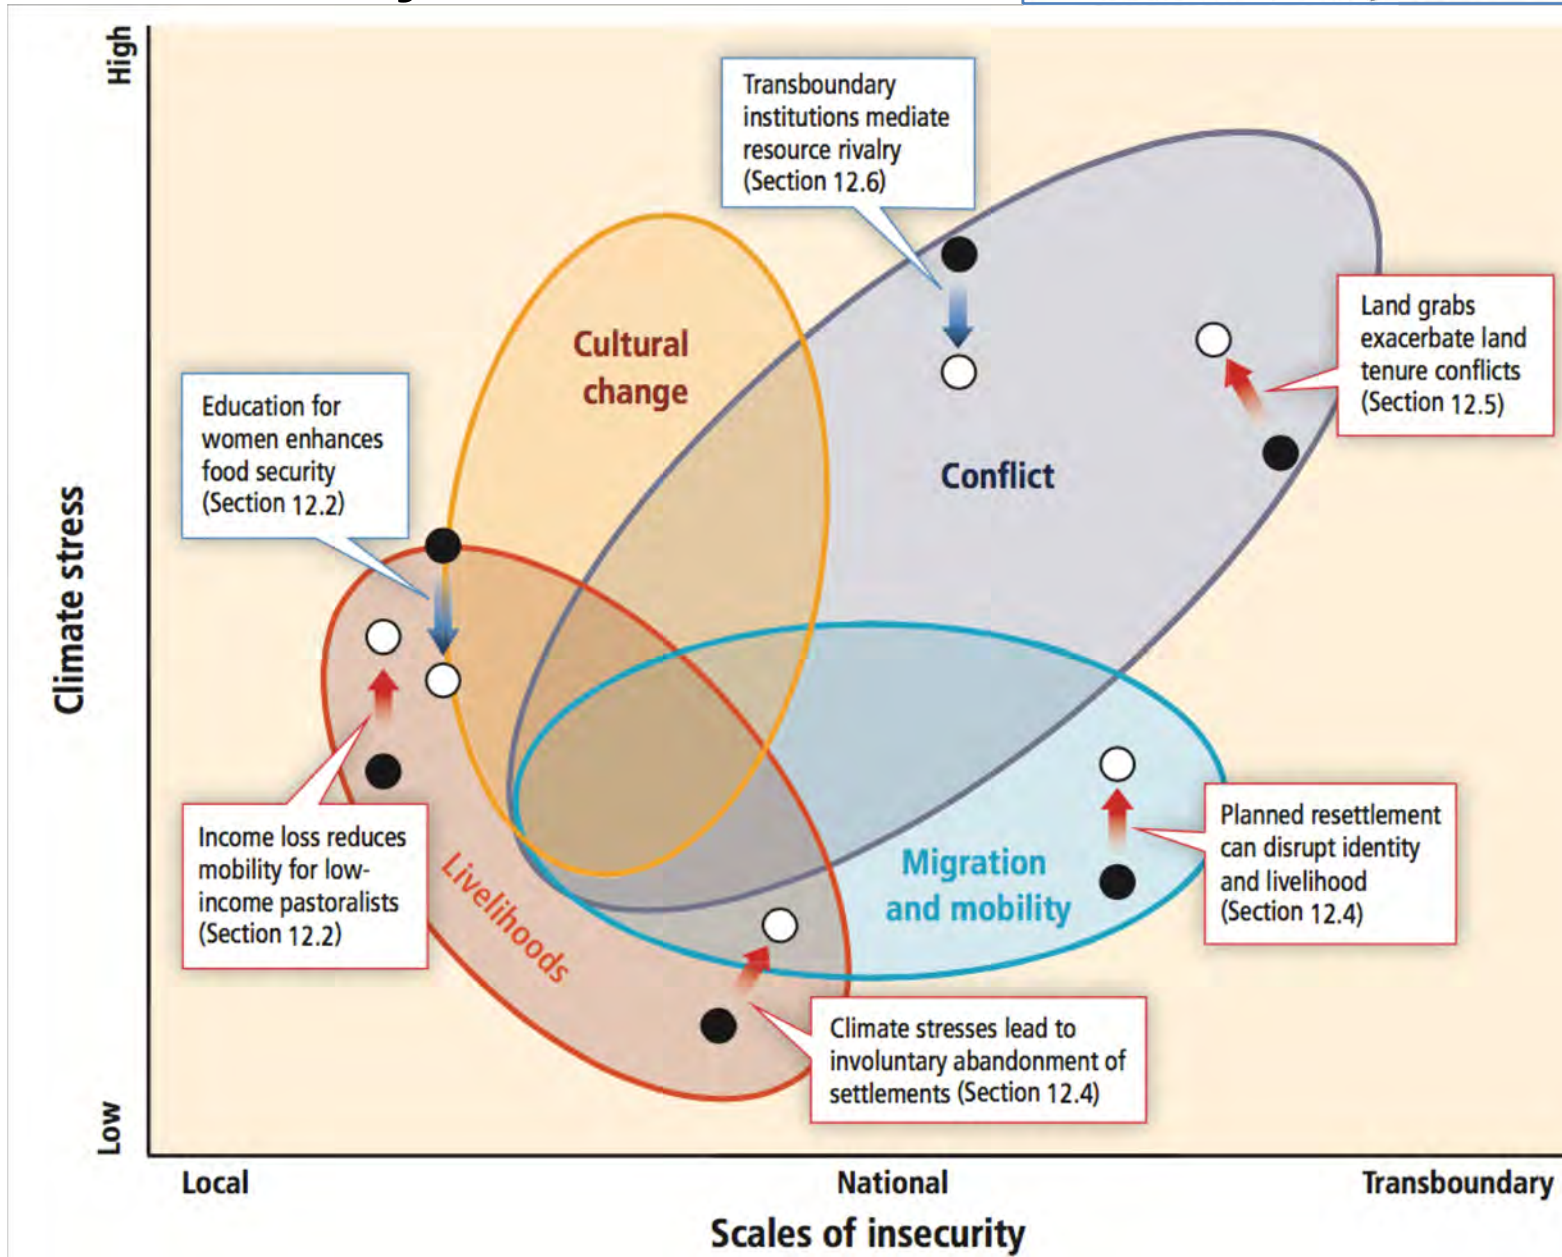 High
Transboundary
institutions mediate
resource rivalry
(Section 12.6)
Land grabs
exacerbate land
tenure conflicts
(Section 12.5)
Cultural
change
Education for
women enhances
food security
(Section 12.2)
Conflict
Climate stress
Income loss reduces
mobility for low-
income pastoralists
(Section 12.2)
Livelihoods
Migration
and mobility
Planned resettlement
can disrupt identity
and livelihood
(Section 12.4)
Climate stresses lead to
involuntary abandonment of
settlements (Section 12.4)
Low
Local
National
Transboundary
Scales of insecurity